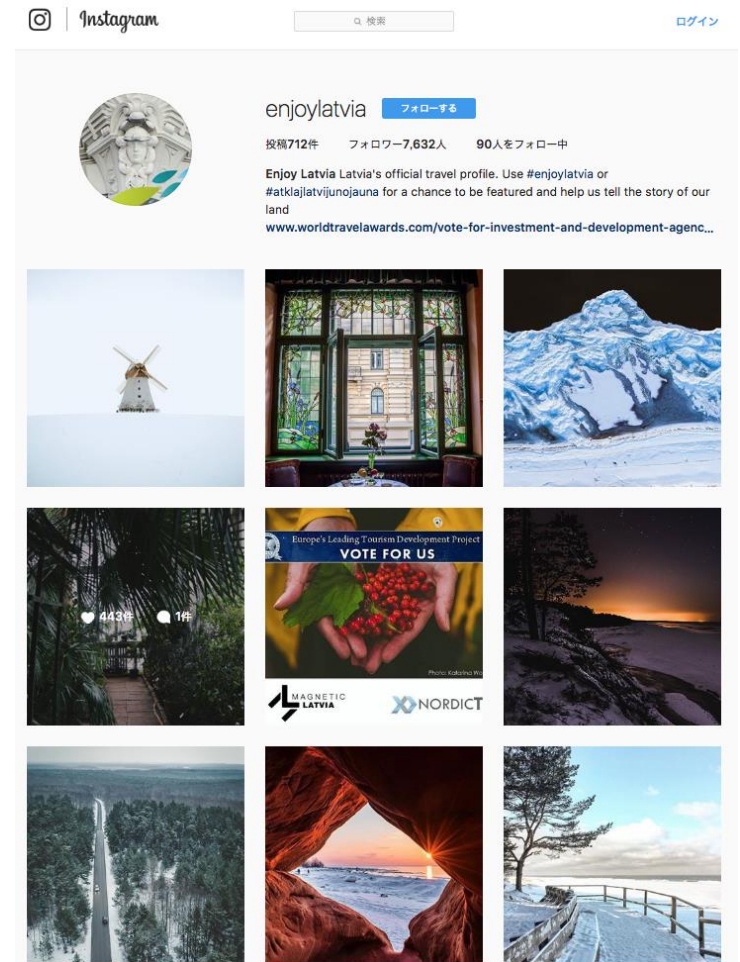 Instagram
検索
ログイン
enjoylatvia フォローする
投稿712件 フォロワー7,632人 90人をフォロー中
Enjoy Latvia Latvia's official travel profile. Use #enjoylatvia or
#atklajlatvijunojauna for a chance to be featured and help us tell the story of our
land
www.worldtravelawards.com/vote-for-investment-and-development-agenc...
443件 1件
Europe's Leading Tourism Development Project
VOTE FOR US
Photo: Katarina Wo
MAGNETIC
LATVIA
NORDICT